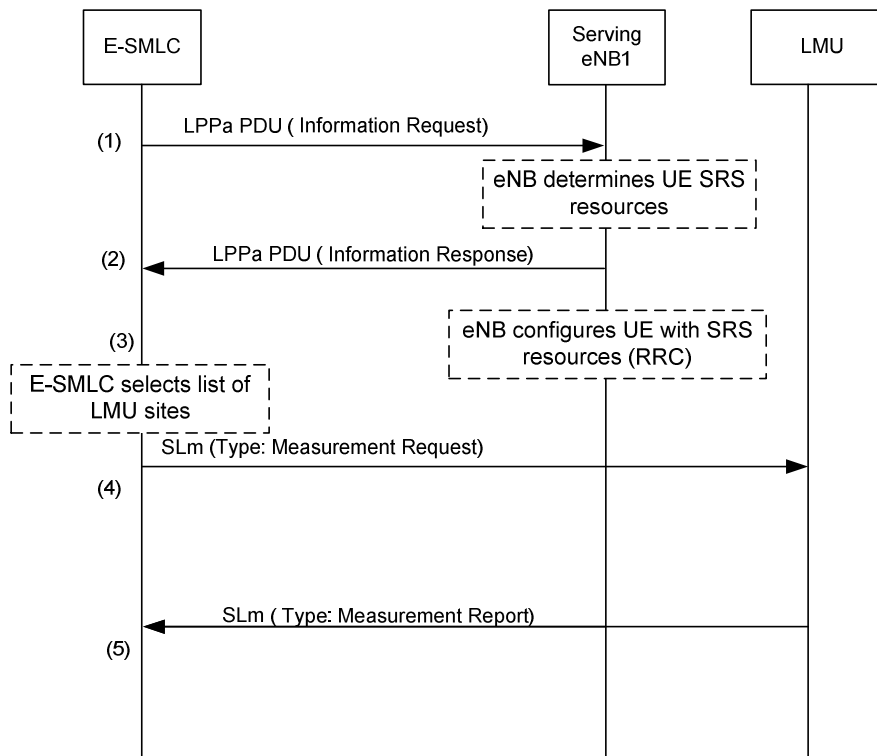 E-SMLC
Serving
eNB1
LMU
(1)
LPPa PDU ( Information Request)
eNB determines UE SRS
resources
(2)
LPPa PDU ( Information Response)
(3)
eNB configures UE with SRS
resources (RRC)
E-SMLC selects list of
LMU sites
SLm (Type: Measurement Request)
(4)
SLm ( Type: Measurement Report)
(5)